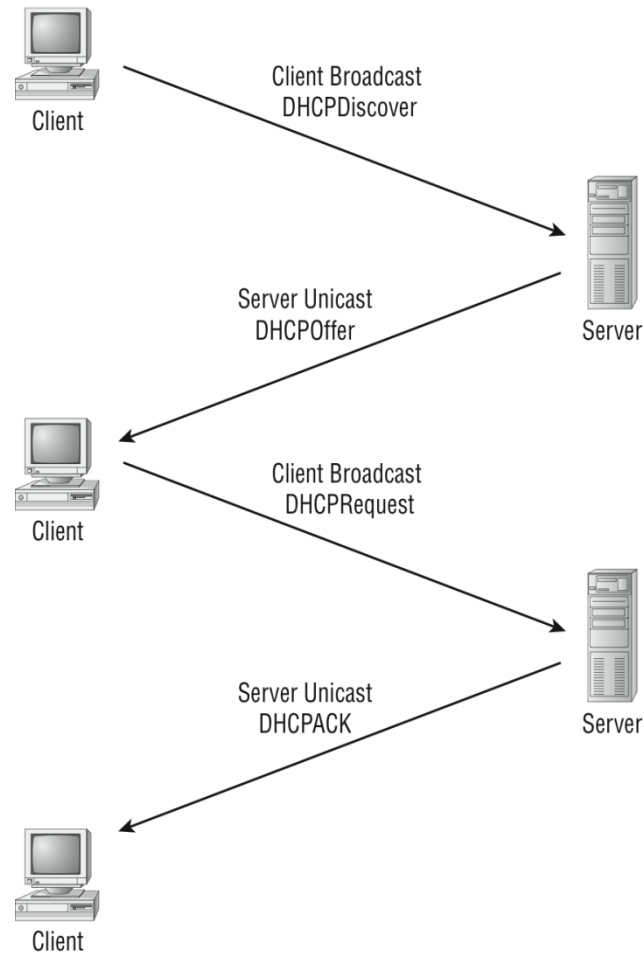 Client
Client Broadcast
DHCPDiscover
Server
Server Unicast
DHCPOffer
Client
Client Broadcast
DHCPRequest
Server
Server Unicast
DHCPACK
Client